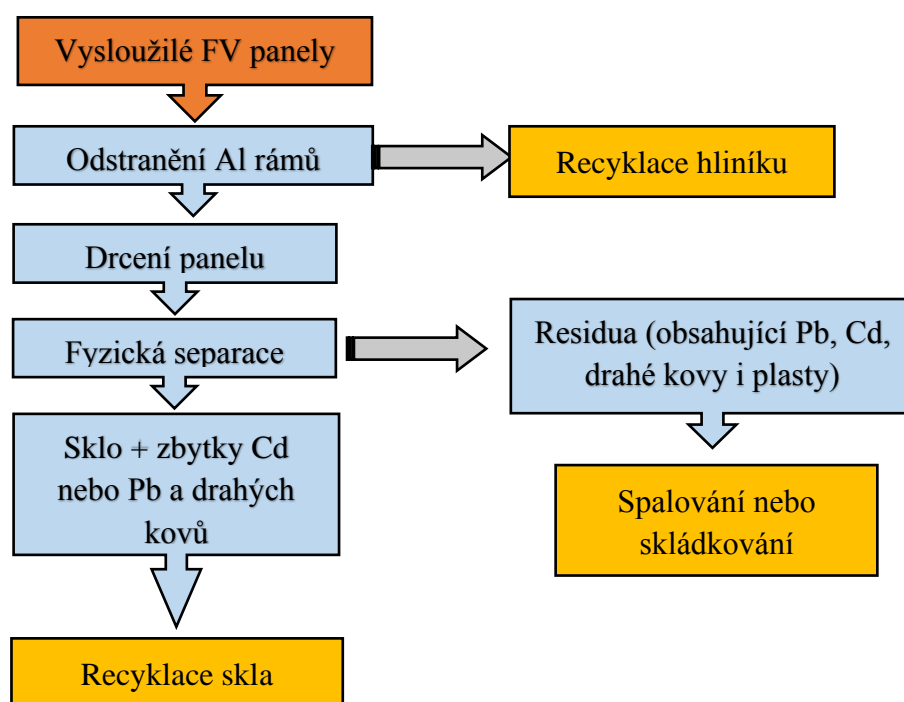 Vysloužilé FV panely
Odstranění Al rámů
Recyklace hliníku
Drcení panelu
Fyzická separace
Residua (obsahující Pb, Cd,
drahé kovy i plasty)
Sklo + zbytky Cd
nebo Pb a drahých
kovů
Spalování nebo
skládkování
Recyklace skla